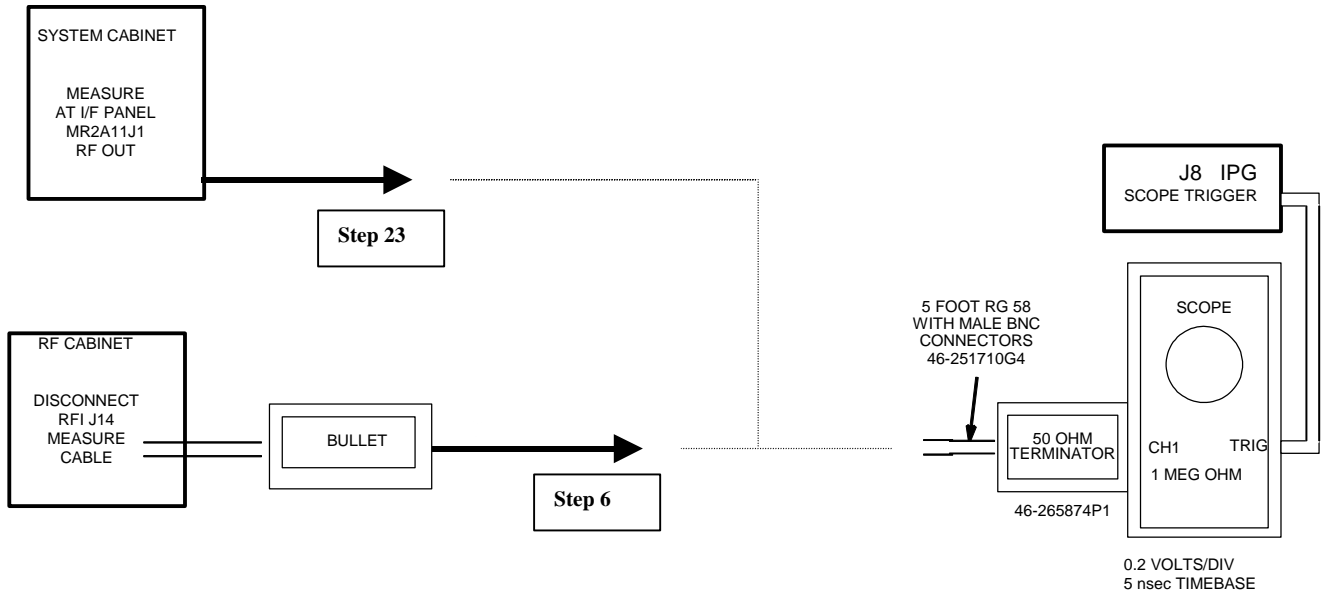 SYSTEM CABINET
MEASURE
AT I/F PANEL
MR2A11J1
RF OUT
Step 23
J8 IPG
SCOPE TRIGGER
RF CABINET
DISCONNECT
RFI J14
MEASURE
CABLE
BULLET
Step 6
5 FOOT RG 58
WITH MALE BNC
CONNECTORS
46-251710G4
50 OHM
TERMINATOR
46-265874P1
SCOPE
CH1 TRIG
1 MEG OHM
0.2 VOLTS/DIV
5 nsec TIMEBASE